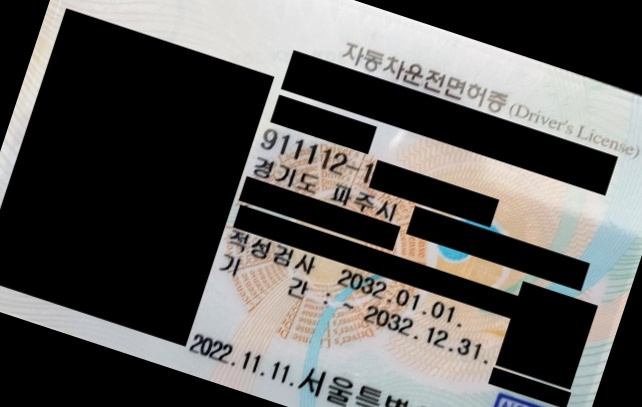 자동차운전면허증 (Driver's License)
911112-1
경기도 파주시
적성검사 2032.01.01.
기 간 : ~ 2032.12.31.
2022.11.11. 서울특별